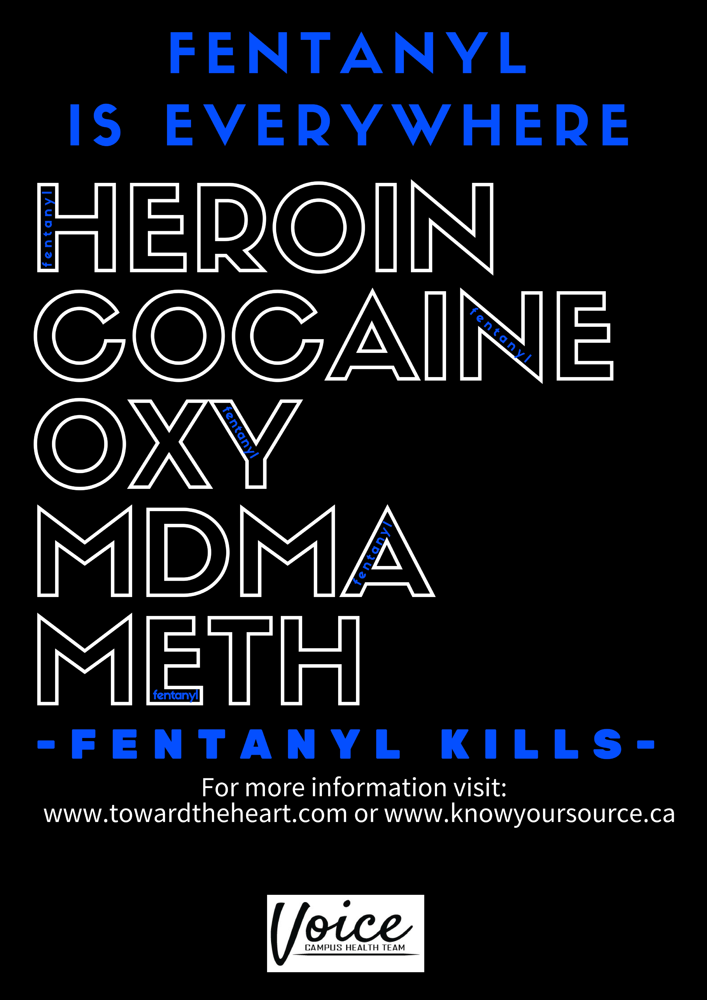 FENTANYL
IS EVERYWHERE
HEROIN
fentanyl
COCAINE
fentanyl
OXY
fentanyl
MDMA
fentanyl
METH
fentanyl
-FENTANYL KILLS-
For more information visit:
www.towardtheheart.com or www.knowyoursource.ca
Voice
CAMPUS HEALTH TEAM